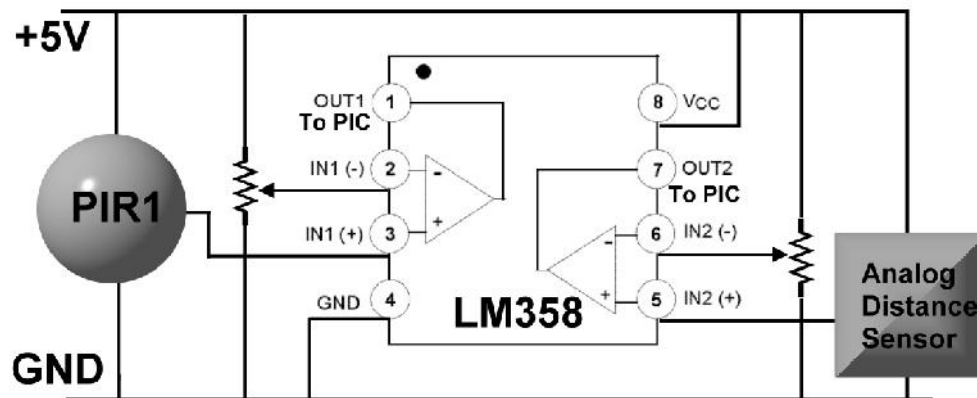 +5V
OUT1
1
To PIC
8
VCC
IN1 (-)
2
-
7
OUT2
To PIC
PIR1
IN1 (+)
3
+
-
6
IN2 (-)
GND
4
LM358
+
5
IN2 (+)
Analog
Distance
Sensor
GND